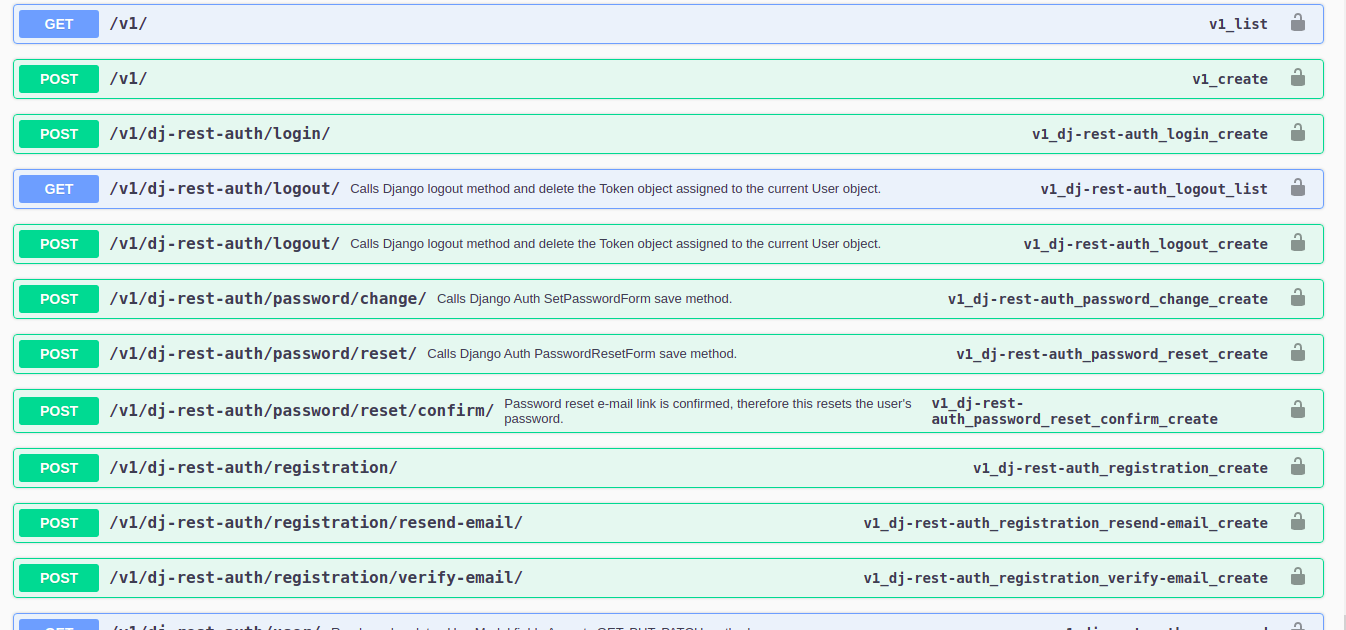 GET /v1/ v1_list
POST /v1/ v1_create
POST /v1/dj-rest-auth/login/ v1_dj-rest-auth_login_create
GET /v1/dj-rest-auth/logout/ Calls Django logout method and delete the Token object assigned to the current User object. v1_dj-rest-auth_logout_list
POST /v1/dj-rest-auth/logout/ Calls Django logout method and delete the Token object assigned to the current User object. v1_dj-rest-auth_logout_create
POST /v1/dj-rest-auth/password/change/ Calls Django Auth SetPasswordForm save method. v1_dj-rest-auth_password_change_create
POST /v1/dj-rest-auth/password/reset/ Calls Django Auth PasswordResetForm save method. v1_dj-rest-auth_password_reset_create
POST /v1/dj-rest-auth/password/reset/confirm/ Password reset e-mail link is confirmed, therefore this resets the user's
password.
v1_dj-rest-
auth_password_reset_confirm_create
POST /v1/dj-rest-auth/registration/ v1_dj-rest-auth_registration_create
POST /v1/dj-rest-auth/registration/resend-email/ v1_dj-rest-auth_registration_resend-email_create
POST /v1/dj-rest-auth/registration/verify-email/ v1_dj-rest-auth_registration_verify-email_create
GET /v1/dj-rest-auth/user/